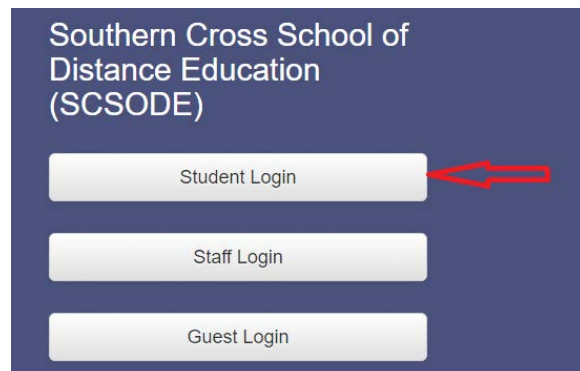 Southern Cross School of
Distance Education
(SCSODE)
Student Login
Staff Login
Guest Login